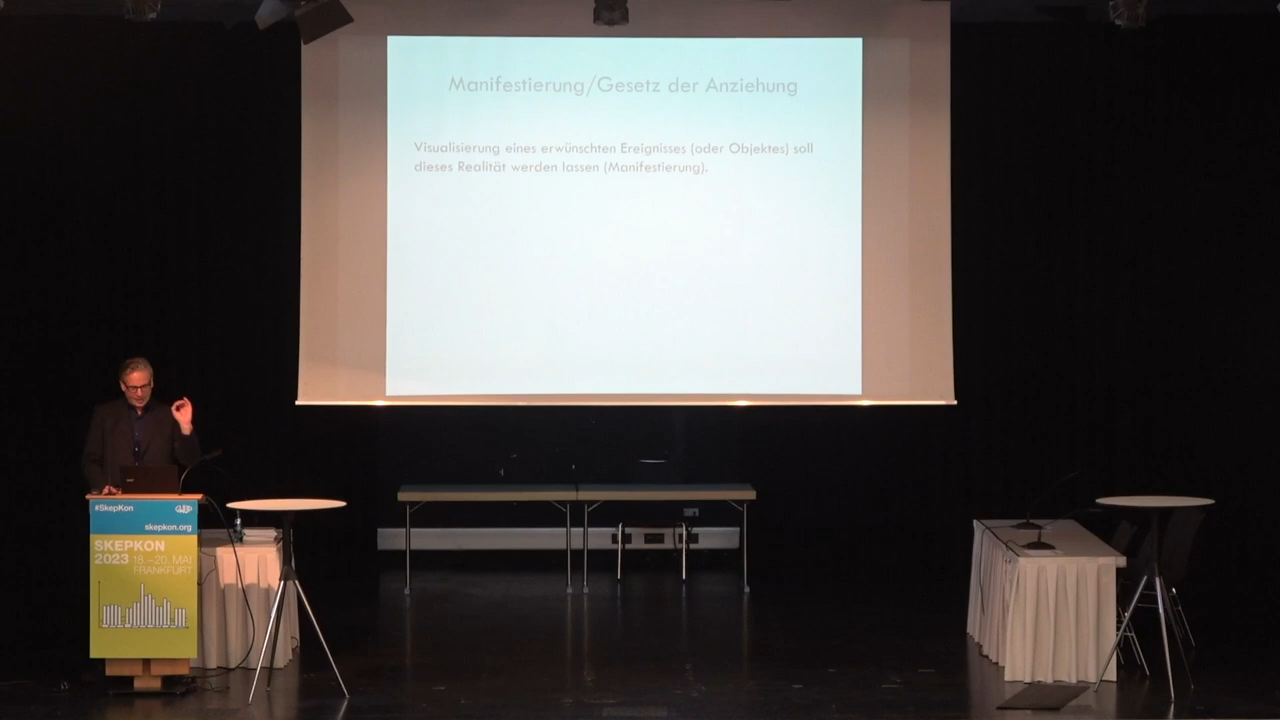 Manifestierung/Gesetz der Anziehung
Visualisierung eines erwünschten Ereignisses (oder Objektes) soll
dieses Realität werden lassen (Manifestierung).
#SkepKon
skepkon.org
SKEPKON
2023 18.–20. MAI
FRANKFURT